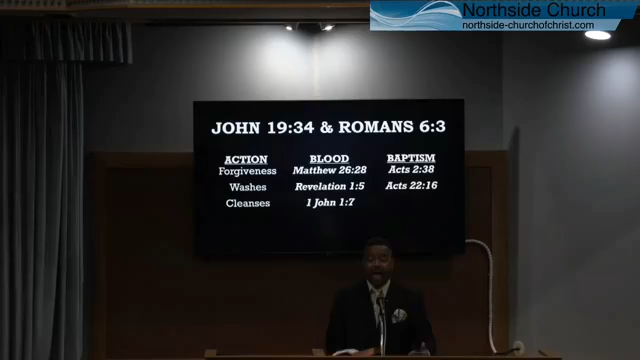 Northside Church
northside-churchofchrist.com
JOHN 19:34 & ROMANS 6:3
ACTION BLOOD BAPTISM
Forgiveness Matthew 26:28 Acts 2:38
Washes Revelation 1:5 Acts 22:16
Cleanses 1 John 1:7